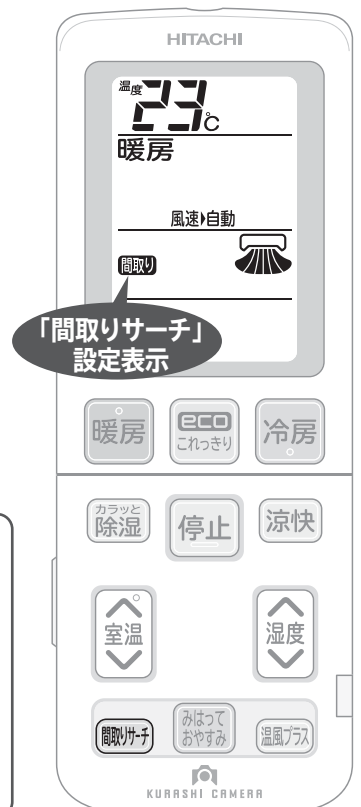 HITACHI
温度
23℃
暖房
風速▶自動
間取り
「間取りサーチ」
設定表示
暖房
eco
これっきり
冷房
カラッと
除湿
停止
涼快
室温
湿度
間取りサーチ
みはって
おやすみ
温風プラス
KURASHI CAMERA